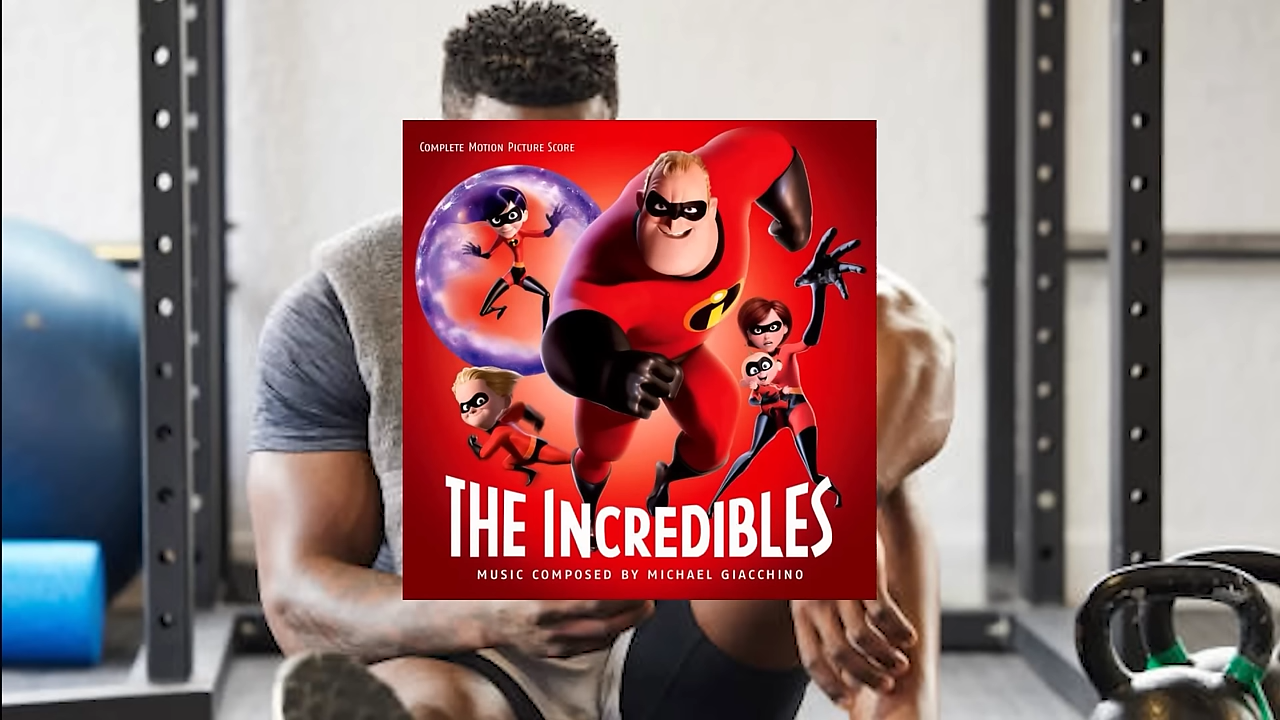 Complete Motion Picture Score
THE INCREDIBLES
MUSIC COMPOSED BY MICHAEL GIACCHINO